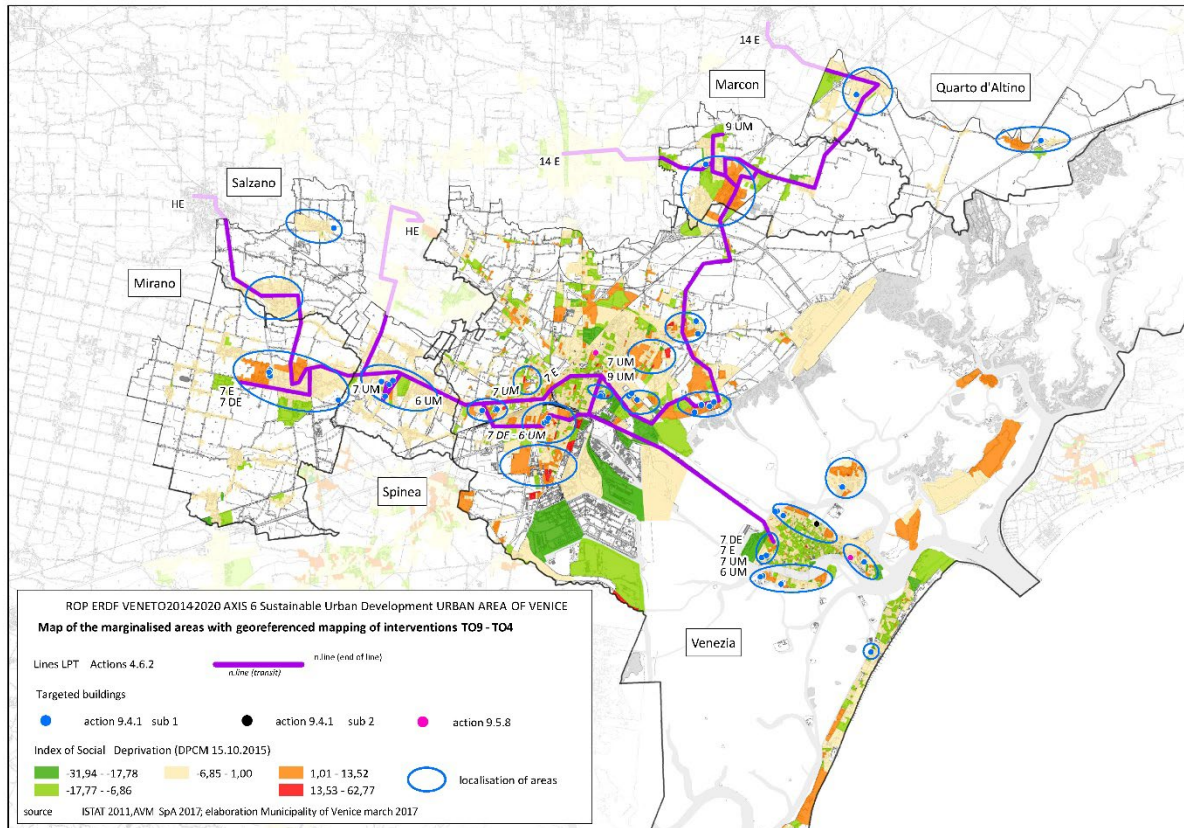 14 E
Marcon
Quarto d'Altino
9 UM
14 E
Salzano
HE
HE
Mirano
7 UM
9 UM
7 E
7 UM
7 E
7 DE
7 UM
6 UM
7 DE - 6 UM
Spinea
7 DE
7 E
7 UM
6 UM
Venezia
ROP ERDF VENETO20142020 AXIS 6 Sustainable Urban Development URBAN AREA OF VENICE
Map of the marginalised areas with georeferenced mapping of interventions TO9 - TO4
Lines LPT Actions 4.6.2
n.line (end of line)
n.line (transit)
Targeted buildings
action 9.4.1 sub 1
action 9.4.1 sub 2
action 9.5.8
Index of Social Deprivation (DPCM 15.10.2015)
-31,94 - -17,78
-6,85 - 1,00
1,01 - 13,52
localisation of areas
-17,77 - -6,86
13,53 - 62,77
source ISTAT 2011,AVM SpA 2017; elaboration Municipality of Venice march 2017